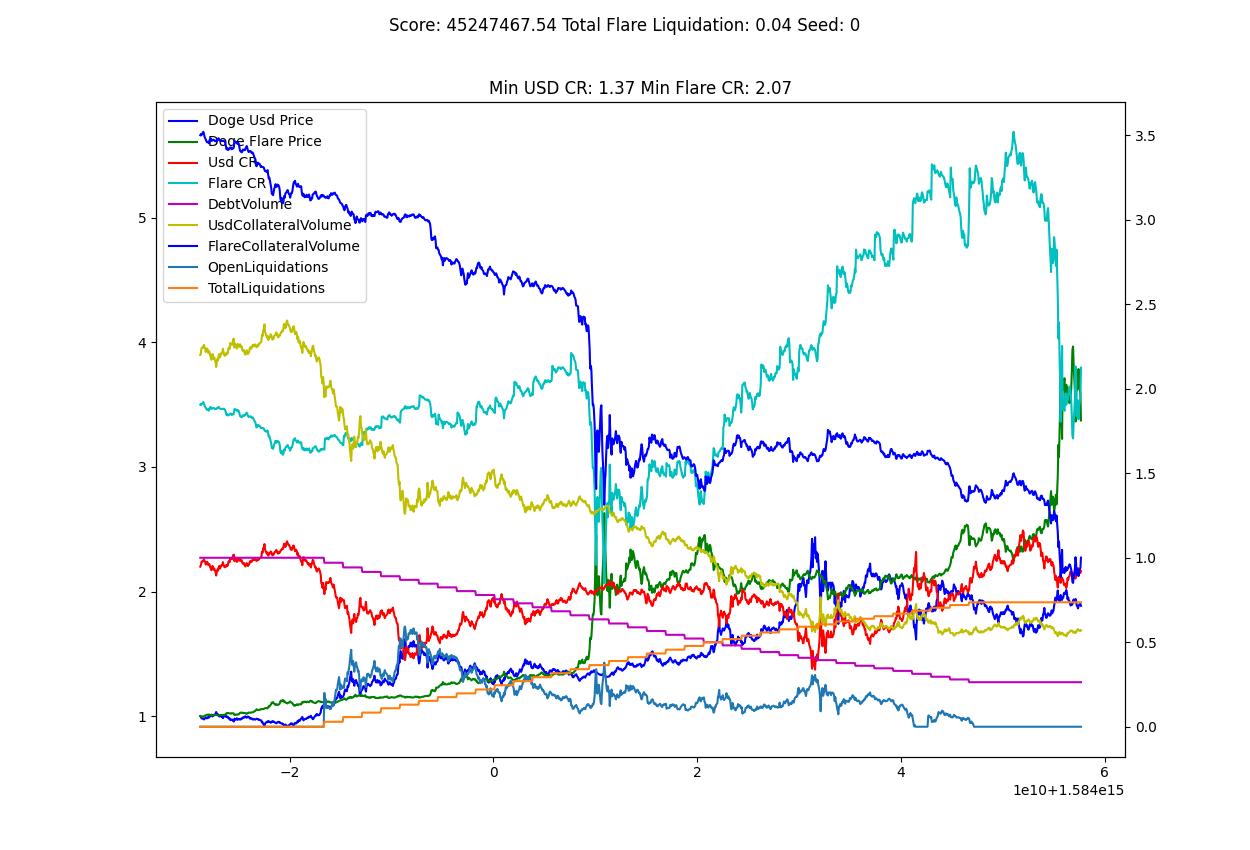 Score: 45247467.54 Total Flare Liquidation: 0.04 Seed: 0
Min USD CR: 1.37 Min Flare CR: 2.07
Doge Usd Price
Doge Flare Price
Usd CR
Flare CR
DebtVolume
UsdCollateralVolume
FlareCollateralVolume
OpenLiquidations
TotalLiquidations
5
4
3
2
1
3.5
3.0
2.5
2.0
1.5
1.0
0.5
0.0
−2 0 2 4 6
1e10+1.584e15